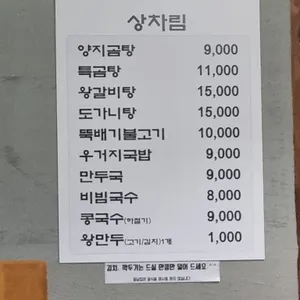 상차림
양지곰탕 9,000
특곰탕 11,000
왕갈비탕 15,000
도가니탕 15,000
뚝배기불고기 10,000
우거지국밥 9,000
만두국 9,000
비빔국수 8,000
콩국수(하절기) 9,000
왕만두(고기/김치)1개 1,000
김치, 깍두기는 드실 만큼만 덜어 드세요